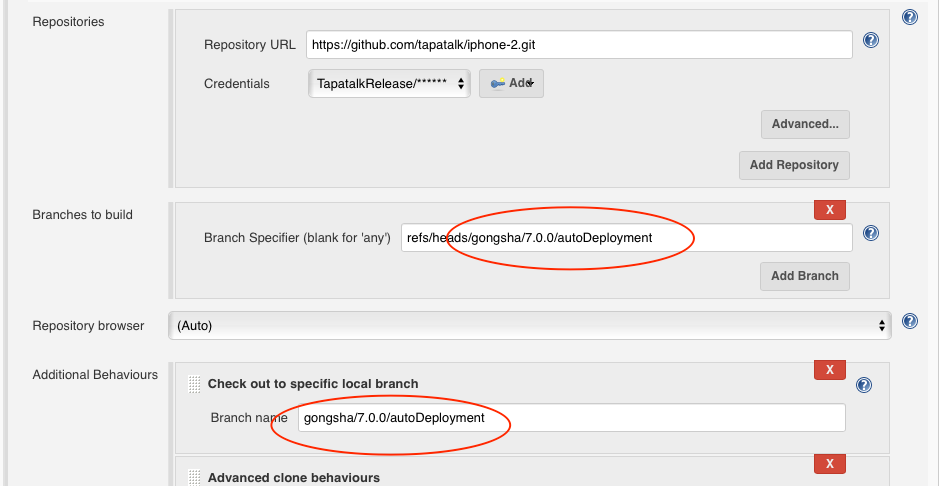 Repositories
Repository URL https://github.com/tapatalk/iphone-2.git
Credentials TapatalkRelease/****** Add
Advanced...
Add Repository
Branches to build
X
Branch Specifier (blank for 'any') refs/heads/gongsha/7.0.0/autoDeployment
Add Branch
Repository browser (Auto)
Additional Behaviours
X
Check out to specific local branch
Branch name gongsha/7.0.0/autoDeployment
X
Advanced clone behaviours